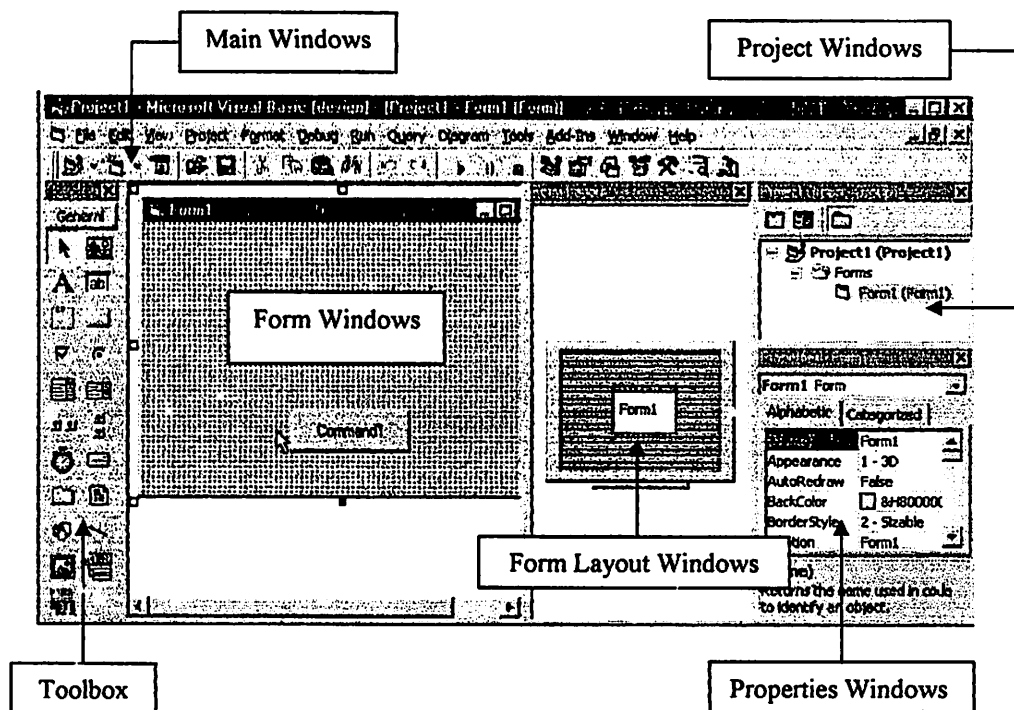 Main Windows
Project Windows
Project1 - Microsoft Visual Basic [design] - [Project1 - Form1 (Form)]
File Edit View Project Format Debug Run Query Diagram Tools Add-Ins Window Help
General
Form1
Project1 (Project1)
Forms
Form1 (Form1)
A
ab
Form Windows
Form1 Form
Alphabetic Categorized
Form1
Form1
Appearance 1 - 3D
AutoRedraw False
Command1
BackColor &H800000
BorderStyle 2 - Sizable
Form1
Form Layout Windows
Returns the name used in code
to identify an object.
Toolbox
Properties Windows